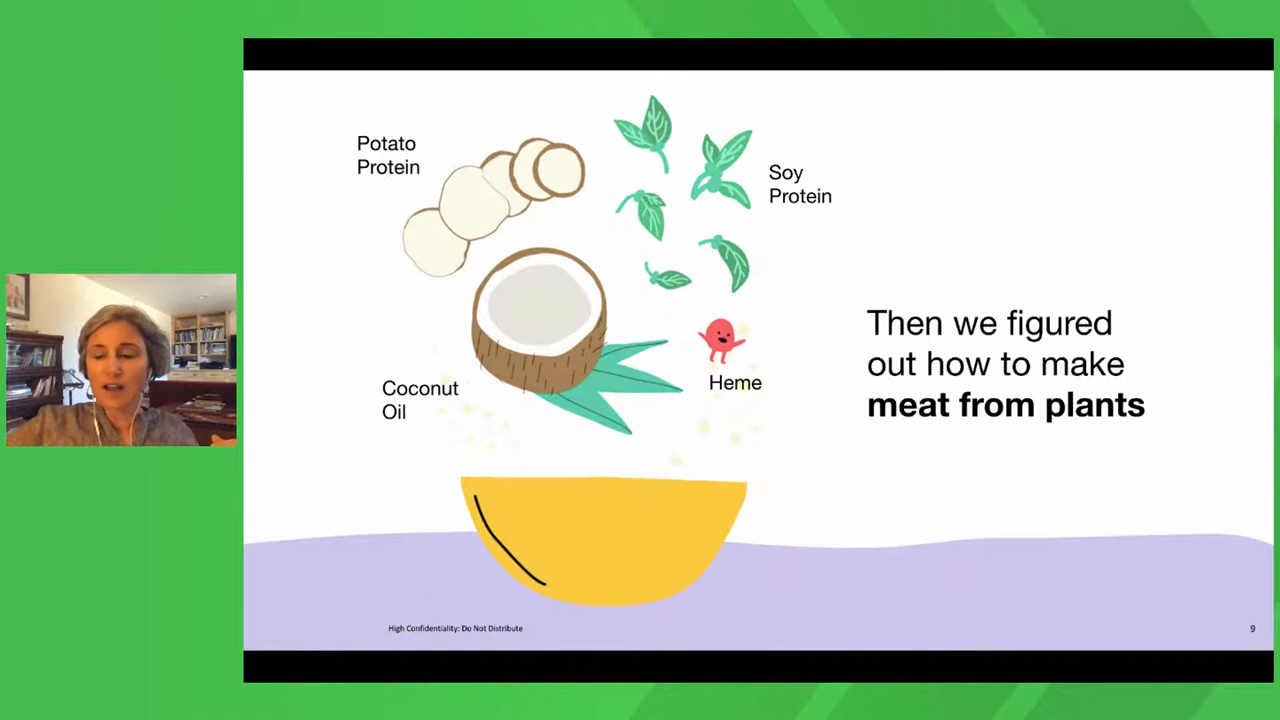 Potato
Protein
Soy
Protein
Coconut
Oil
Heme
Then we figured
out how to make
meat from plants
High Confidentiality: Do Not Distribute
9